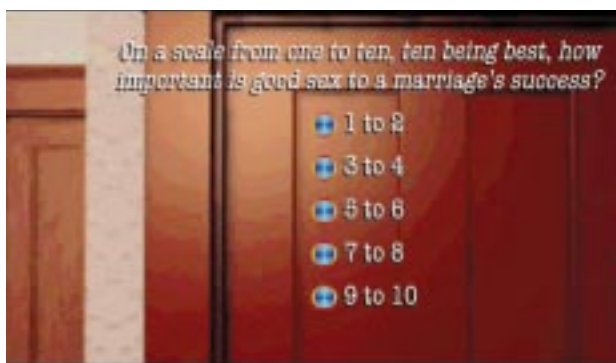 On a scale from one to ten, ten being best, how
important is good sex to a marriage's success?
1 to 2
3 to 4
5 to 6
7 to 8
9 to 10